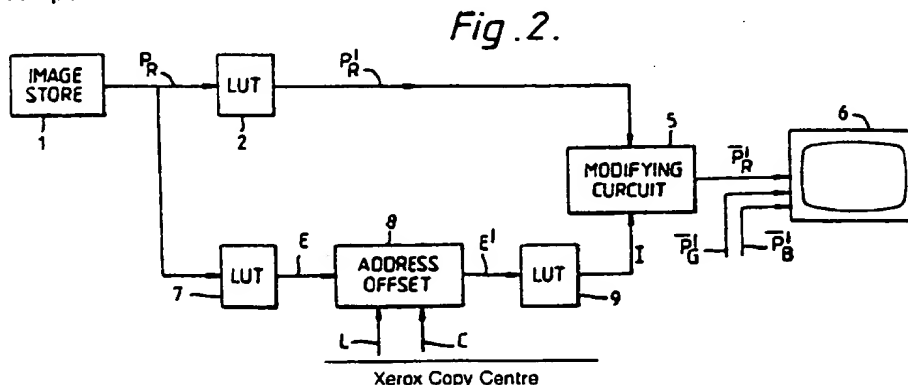 Fig.2.
IMAGE STORE
1
P_R
LUT
2
P_R^I
5
MODIFYING CURCUIT
P̅_R^I
6
P̅_G^I
P̅_B^I
7
LUT
E
8
ADDRESS OFFSET
E^I
LUT
9
I
L
C
Xerox Copy Centre